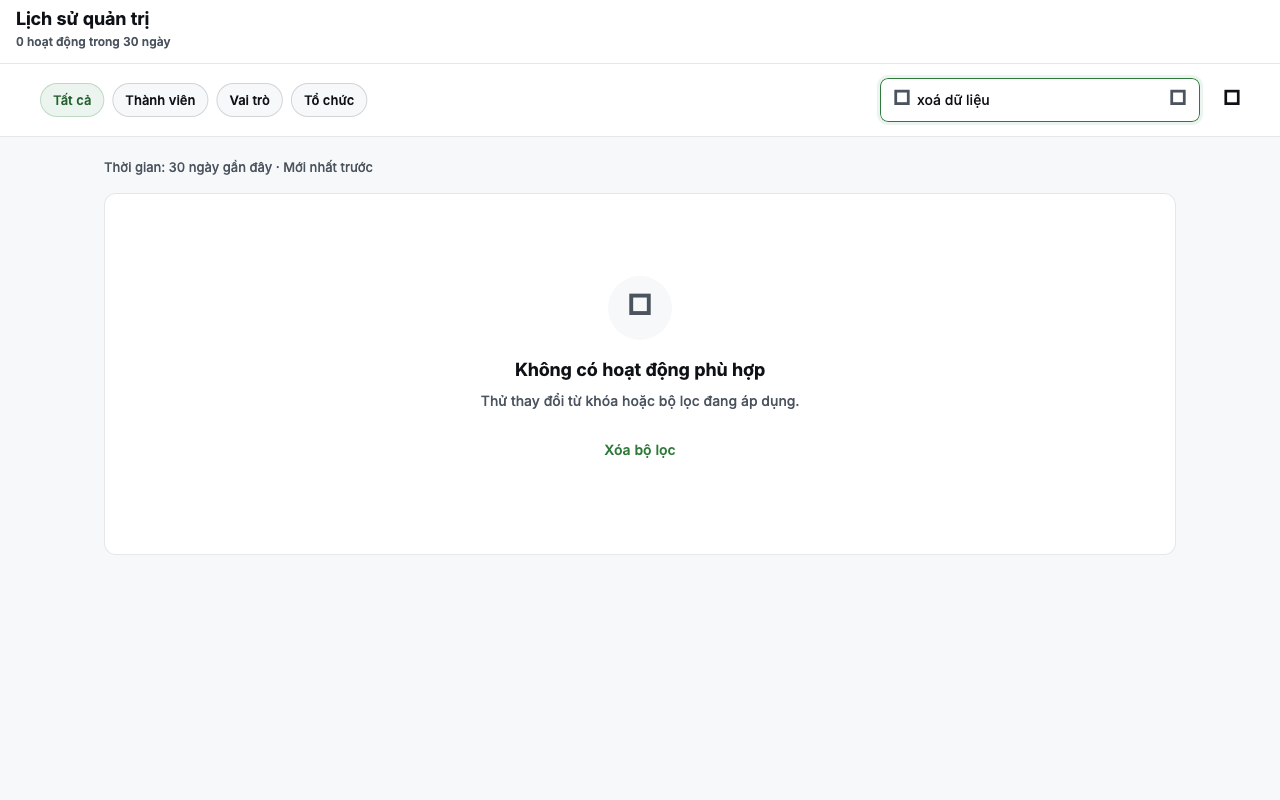 Lịch sử quản trị
0 hoạt động trong 30 ngày
Tất cả
Thành viên
Vai trò
Tổ chức
xoá dữ liệu
Thời gian: 30 ngày gần đây · Mới nhất trước
Không có hoạt động phù hợp
Thử thay đổi từ khóa hoặc bộ lọc đang áp dụng.
Xóa bộ lọc